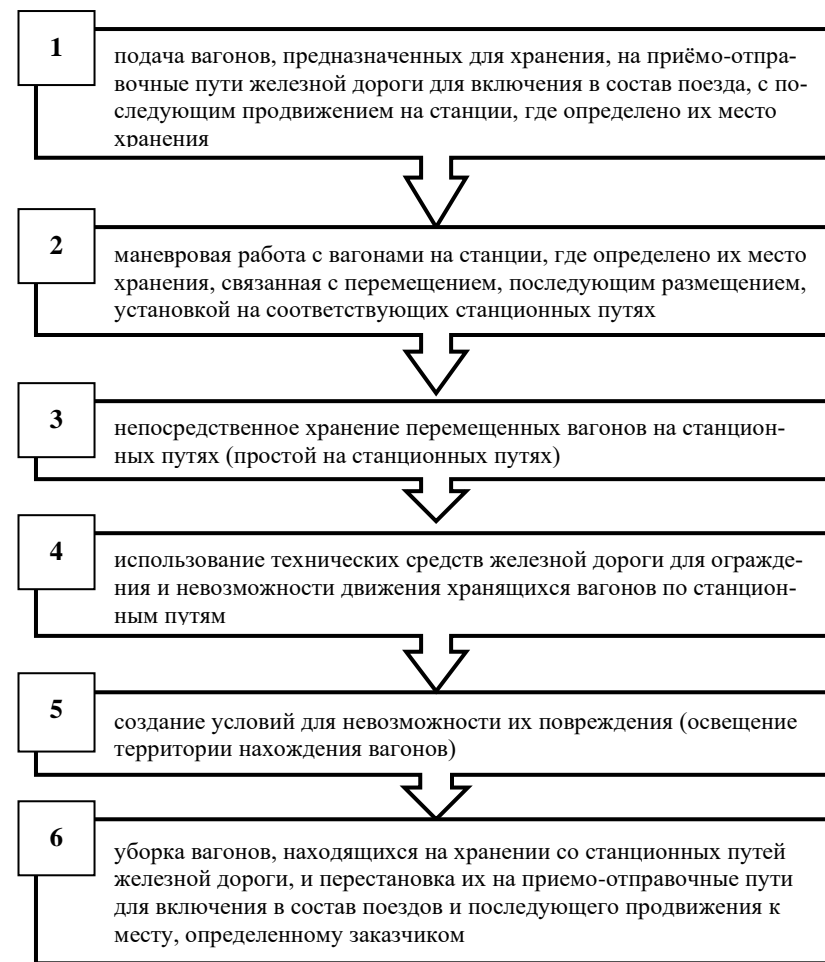 1
подача вагонов, предназначенных для хранения, на приёмо-отпра-
вочные пути железной дороги для включения в состав поезда, с по-
следующим продвижением на станции, где определено их место
хранения
2
маневровая работа с вагонами на станции, где определено их место
хранения, связанная с перемещением, последующим размещением,
установкой на соответствующих станционных путях
3
непосредственное хранение перемещенных вагонов на станцион-
ных путях (простой на станционных путях)
4
использование технических средств железной дороги для огражде-
ния и невозможности движения хранящихся вагонов по станцион-
ным путям
5
создание условий для невозможности их повреждения (освещение
территории нахождения вагонов)
6
уборка вагонов, находящихся на хранении со станционных путей
железной дороги, и перестановка их на приемо-отправочные пути
для включения в состав поездов и последующего продвижения к
месту, определенному заказчиком